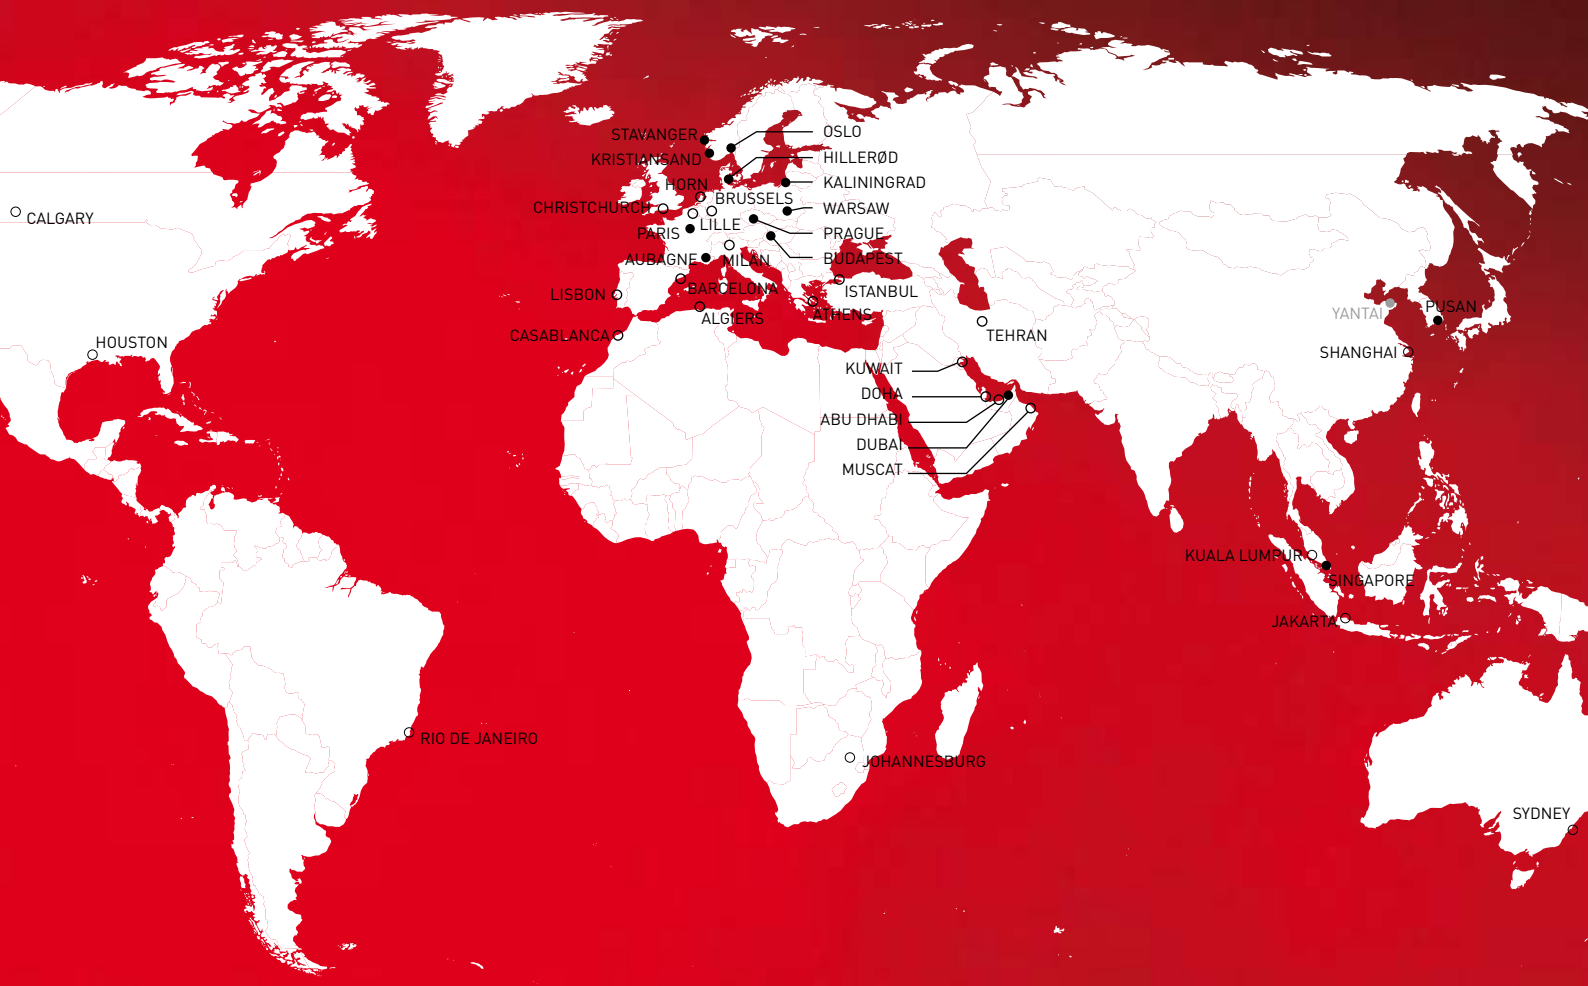 STAVANGER
OSLO
KRISTIANSAND
HILLERØD
HORN
KALININGRAD
BRUSSELS
CHRISTCHURCH
WARSAW
CALGARY
LILLE
PARIS
PRAGUE
AUBAGNE
MILAN
BUDAPEST
BARCELONA
ISTANBUL
LISBON
ALGIERS
ATHENS
YANTAI
PUSAN
CASABLANCA
TEHRAN
HOUSTON
SHANGHAI
KUWAIT
DOHA
ABU DHABI
DUBAI
MUSCAT
KUALA LUMPUR
SINGAPORE
JAKARTA
RIO DE JANEIRO
JOHANNESBURG
SYDNEY